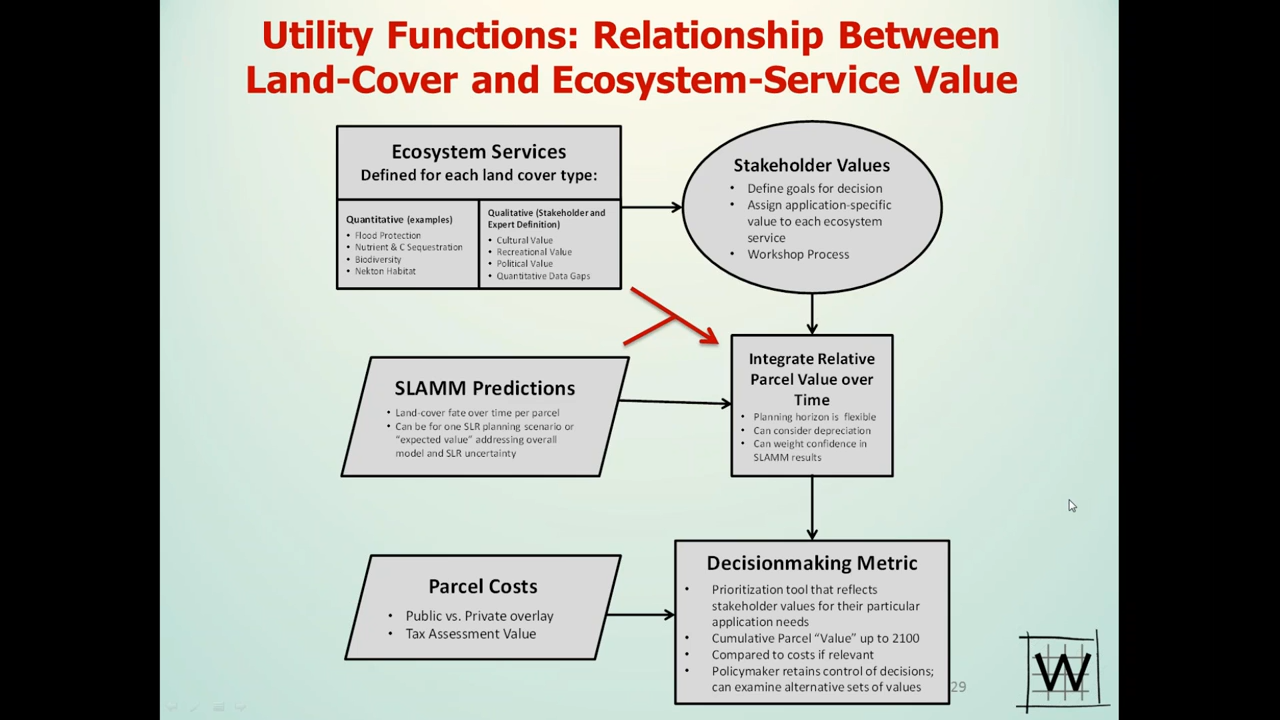 Utility Functions: Relationship Between
Land-Cover and Ecosystem-Service Value
Ecosystem Services
Defined for each land cover type:
Quantitative (examples)
• Flood Protection
• Nutrient & C Sequestration
• Biodiversity
• Nekton Habitat
Qualitative (Stakeholder and
Expert Definition)
• Cultural Value
• Recreational Value
• Political Value
• Quantitative Data Gaps
Stakeholder Values
• Define goals for decision
• Assign application-specific
value to each ecosystem
service
• Workshop Process
SLAMM Predictions
• Land-cover fate over time per parcel
• Can be for one SLR planning scenario or
“expected value” addressing overall
model and SLR uncertainty
Integrate Relative
Parcel Value over
Time
• Planning horizon is flexible
• Can consider depreciation
• Can weight confidence in
SLAMM results
Parcel Costs
• Public vs. Private overlay
• Tax Assessment Value
Decisionmaking Metric
• Prioritization tool that reflects
stakeholder values for their particular
application needs
• Cumulative Parcel “Value” up to 2100
• Compared to costs if relevant
• Policymaker retains control of decisions;
can examine alternative sets of values
29
W